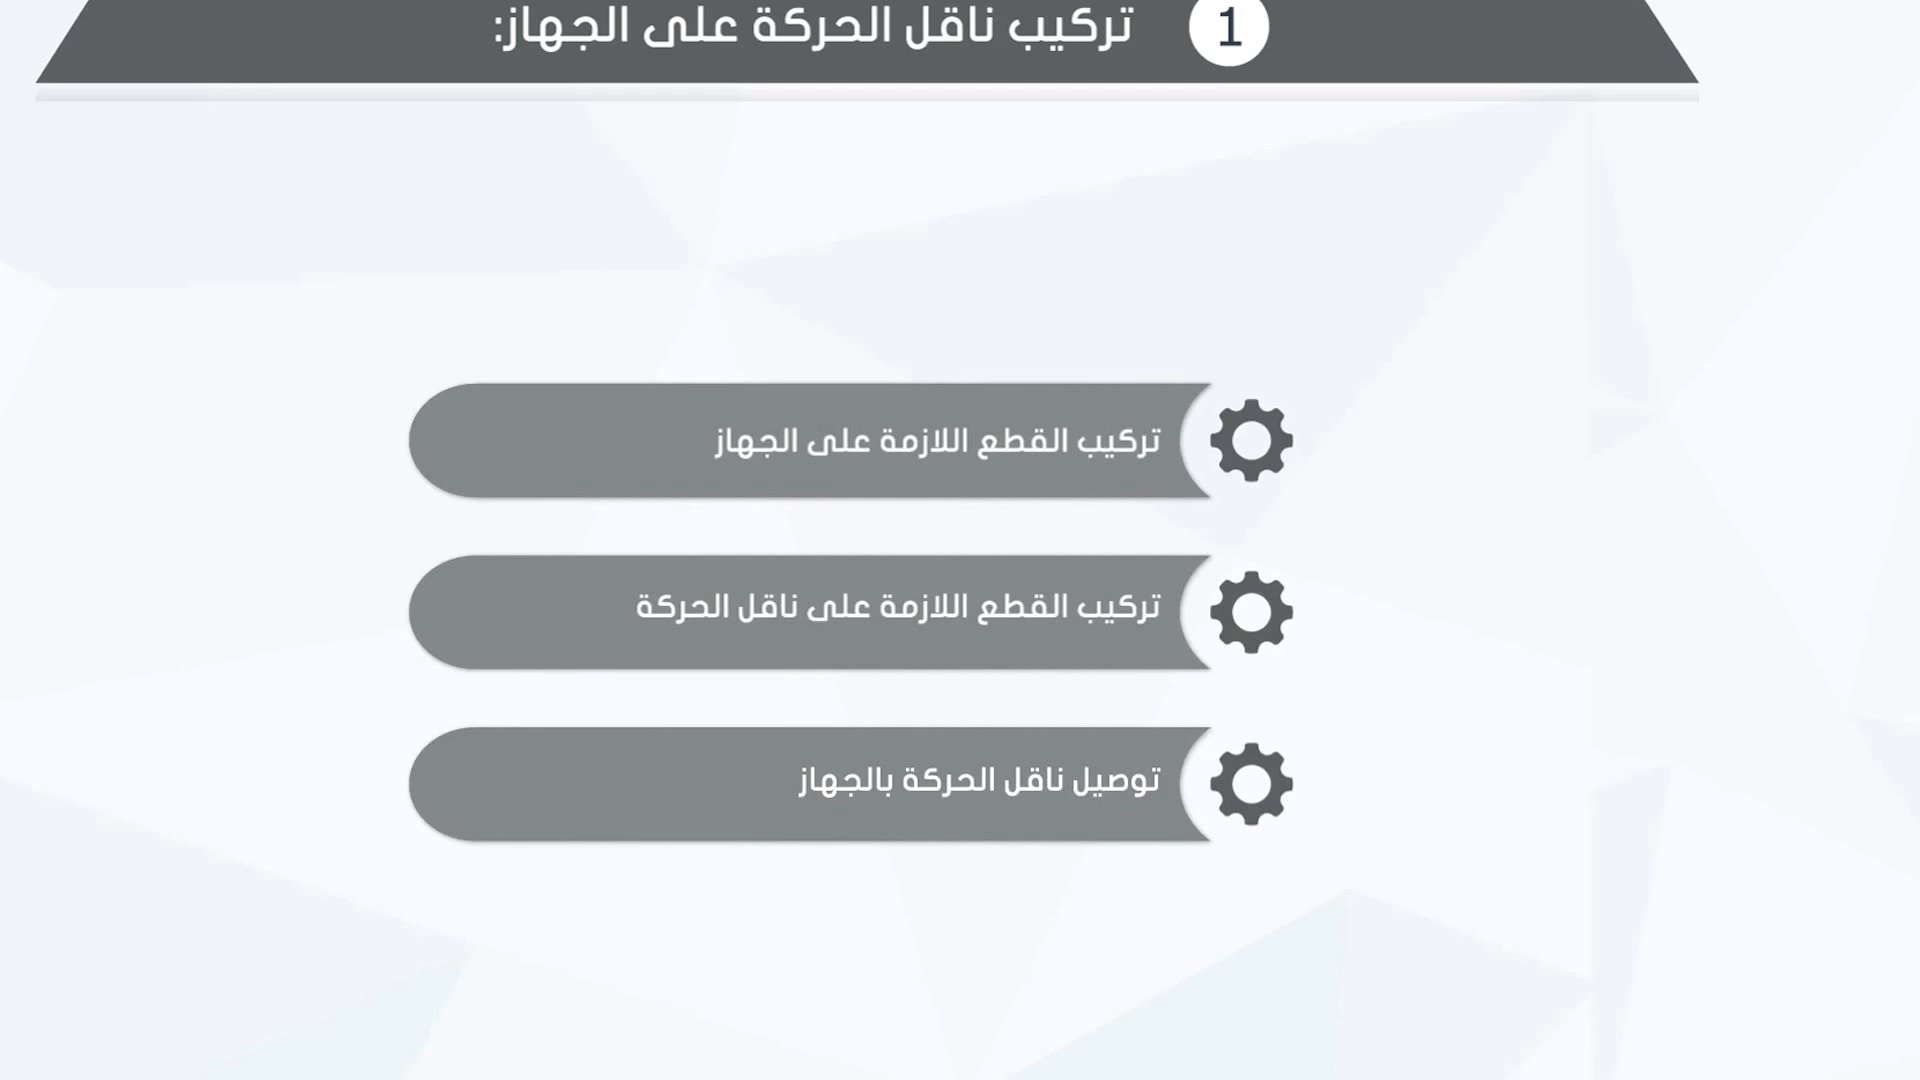 1 تركيب ناقل الحركة على الجهاز:
تركيب القطع اللازمة على الجهاز
تركيب القطع اللازمة على ناقل الحركة
توصيل ناقل الحركة بالجهاز